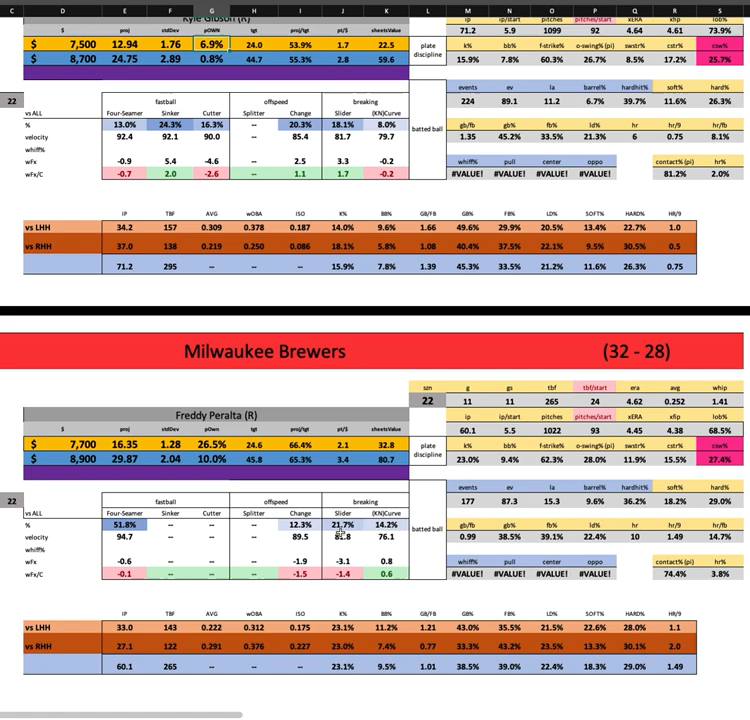 C D E F G H I J K L M N O P Q R S
Kyle Gibson (R)
ip ip/start pitches pitches/start xERA xfip lob%
$ proj stdDev pOWN tgt proj/tgt pt/$ sheetsValue 71.2 5.9 1099 92 4.64 4.61 73.9%
$ 7,500 12.94 1.76 6.9% 24.0 53.9% 1.7 22.5 plate discipline k% bb% f-strike% o-swing% (pi) swstr% cstr% csw%
$ 8,700 24.75 2.89 0.8% 44.7 55.3% 2.8 59.6 15.9% 7.8% 60.3% 26.7% 8.5% 17.2% 25.7%
events ev la barrel% hardhit% soft% hard%
22 fastball offspeed breaking 224 89.1 11.2 6.7% 39.7% 11.6% 26.3%
vs ALL Four-Seamer Sinker Cutter Splitter Change Slider (KN)Curve
% 13.0% 24.3% 16.3% -- 20.3% 18.1% 8.0% batted ball gb/fb gb% fb% ld% hr hr/9 hr/fb
velocity 92.4 92.1 90.0 -- 85.4 81.7 79.7 1.35 45.2% 33.5% 21.3% 6 0.75 8.1%
whiff%
wFx -0.9 5.4 -4.6 2.5 3.3 -0.2 whiff% pull center oppo contact% (pi) hr%
wFx/C -0.7 2.0 -2.6 -- 1.1 1.7 -0.2 #VALUE! #VALUE! #VALUE! #VALUE! 81.2% 2.0%
IP TBF AVG wOBA ISO K% BB% GB/FB GB% FB% LD% SOFT% HARD% HR/9
vs LHH 34.2 157 0.309 0.378 0.187 14.0% 9.6% 1.66 49.6% 29.9% 20.5% 13.4% 22.7% 1.0
vs RHH 37.0 138 0.219 0.250 0.086 18.1% 5.8% 1.08 40.4% 37.5% 22.1% 9.5% 30.5% 0.5
71.2 295 -- -- 15.9% 7.8% 1.39 45.3% 33.5% 21.2% 11.6% 26.3% 0.75
Milwaukee Brewers (32 - 28)
szn g gs tbf tbf/start era avg whip
22 11 11 265 24 4.62 0.252 1.41
Freddy Peralta (R) ip ip/start pitches pitches/start xERA xfip lob%
$ proj stdDev pOwn tgt proj/tgt pt/$ sheetsValue 60.1 5.5 1022 93 4.45 4.38 68.5%
$ 7,700 16.35 1.28 26.5% 24.6 66.4% 2.1 32.8 plate discipline k% bb% f-strike% o-swing% (pi) swstr% cstr% csw%
$ 8,900 29.87 2.04 10.0% 45.8 65.3% 3.4 80.7 23.0% 9.4% 62.3% 28.0% 11.9% 15.5% 27.4%
events ev la barrel% hardhit% soft% hard%
22 fastball offspeed breaking 177 87.3 15.3 9.6% 36.2% 18.2% 29.0%
vs ALL Four-Seamer Sinker Cutter Splitter Change Slider (KN)Curve
% 51.8% -- -- -- 12.3% 21.7% 14.2% batted ball gb/fb gb% fb% ld% hr hr/9 hr/fb
velocity 94.7 -- -- -- 89.5 76.1 0.99 38.5% 39.1% 22.4% 10 1.49 14.7%
whiff%
wFx -0.6 -1.9 -3.1 0.8 whiff% pull center oppo contact% (pi) hr%
wFx/C -0.1 -- -- -- -1.5 -1.4 0.6 #VALUE! #VALUE! #VALUE! #VALUE! 74.4% 3.8%
IP TBF AVG wOBA ISO K% BB% GB/FB GB% FB% LD% SOFT% HARD% HR/9
vs LHH 33.0 143 0.222 0.312 0.175 23.1% 11.2% 1.21 43.0% 35.5% 21.5% 22.6% 28.0% 1.1
vs RHH 27.1 122 0.291 0.376 0.227 23.0% 7.4% 0.77 33.3% 43.2% 23.5% 13.3% 30.1% 2.0
60.1 265 -- -- 23.1% 9.5% 1.01 38.5% 39.0% 22.4% 18.3% 29.0% 1.49